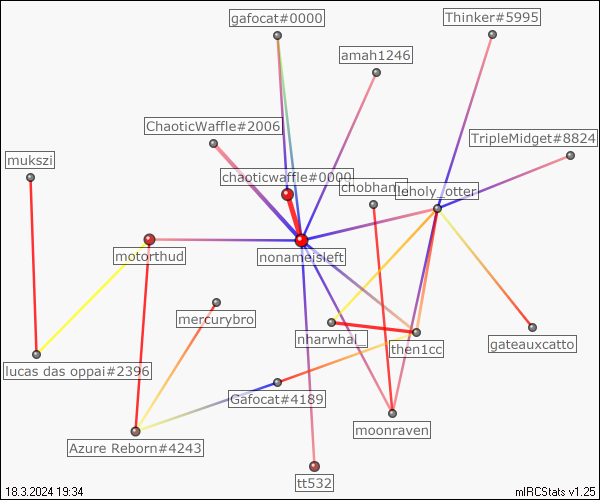 gafocat#0000
Thinker#5995
amah1246
ChaoticWaffle#2006
TripleMidget#8824
mukszi
chaoticwaffle#0000
leholy_otter
motorthud
nonameisleft
mercurybro
nharwhal_
then1cc
gateauxcatto
lucas das oppai#2396
Gafocat#4189
moonraven
Azure Reborn#4243
tt532
18.3.2024 19:34
mIRCStats v1.25